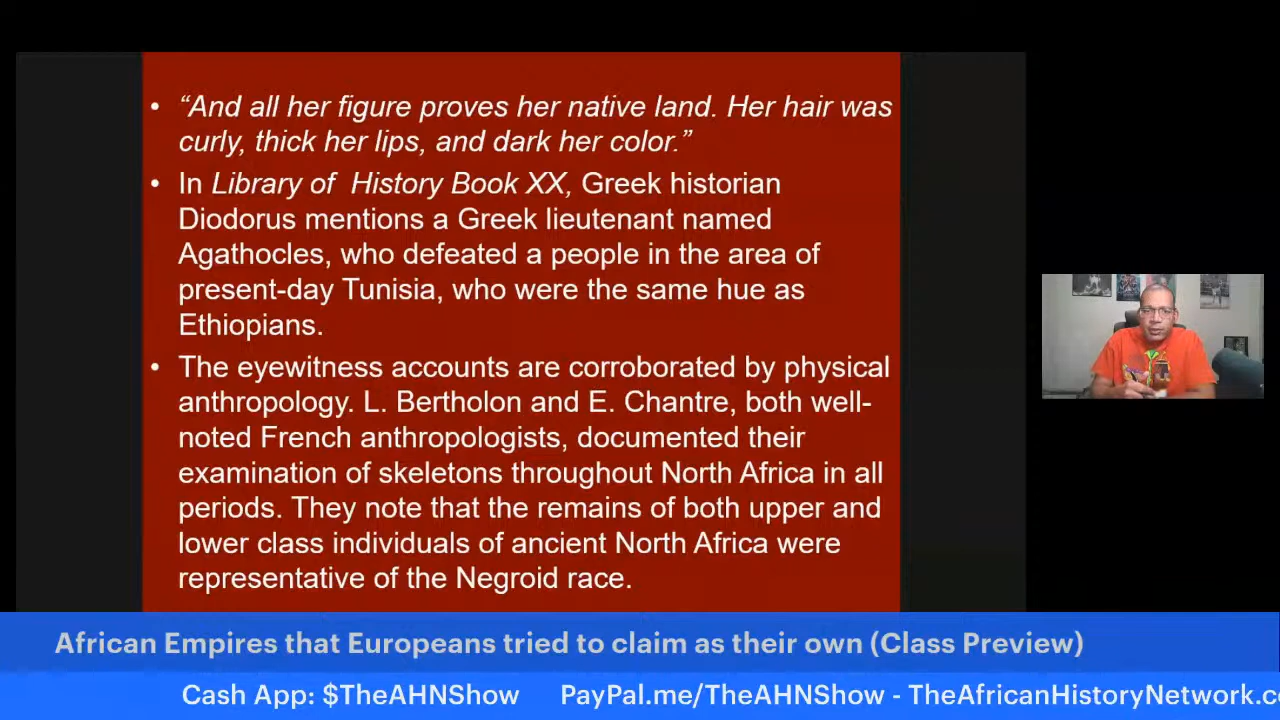 • “And all her figure proves her native land. Her hair was
curly, thick her lips, and dark her color.”
• In Library of  History Book XX, Greek historian
Diodorus mentions a Greek lieutenant named
Agathocles, who defeated a people in the area of
present-day Tunisia, who were the same hue as
Ethiopians.
• The eyewitness accounts are corroborated by physical
anthropology. L. Bertholon and E. Chantre, both well-
noted French anthropologists, documented their
examination of skeletons throughout North Africa in all
periods. They note that the remains of both upper and
lower class individuals of ancient North Africa were
representative of the Negroid race.
African Empires that Europeans tried to claim as their own (Class Preview)
Cash App: $TheAHNShow PayPal.me/TheAHNShow - TheAfricanHistoryNetwork.c